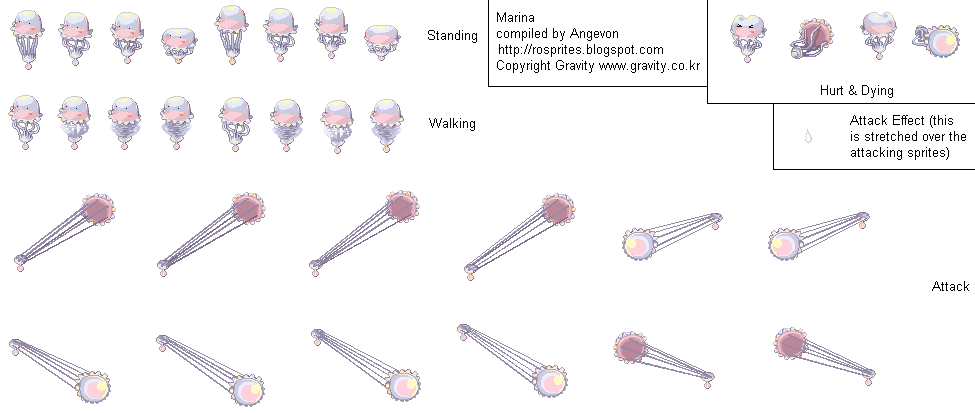 Standing
Marina
compiled by Angevon
http://rosprites.blogspot.com
Copyright Gravity www.gravity.co.kr
Hurt & Dying
Attack Effect (this
is stretched over the
attacking sprites)
Walking
Attack